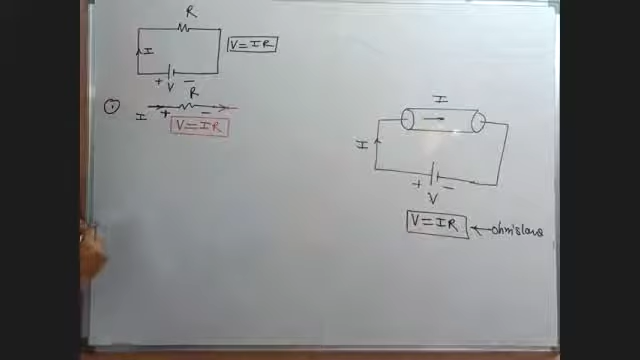 R
I
V = IR
+ V −
R
① I + −
V = IR
I
I
+ −
V
V = IR ← ohm's law